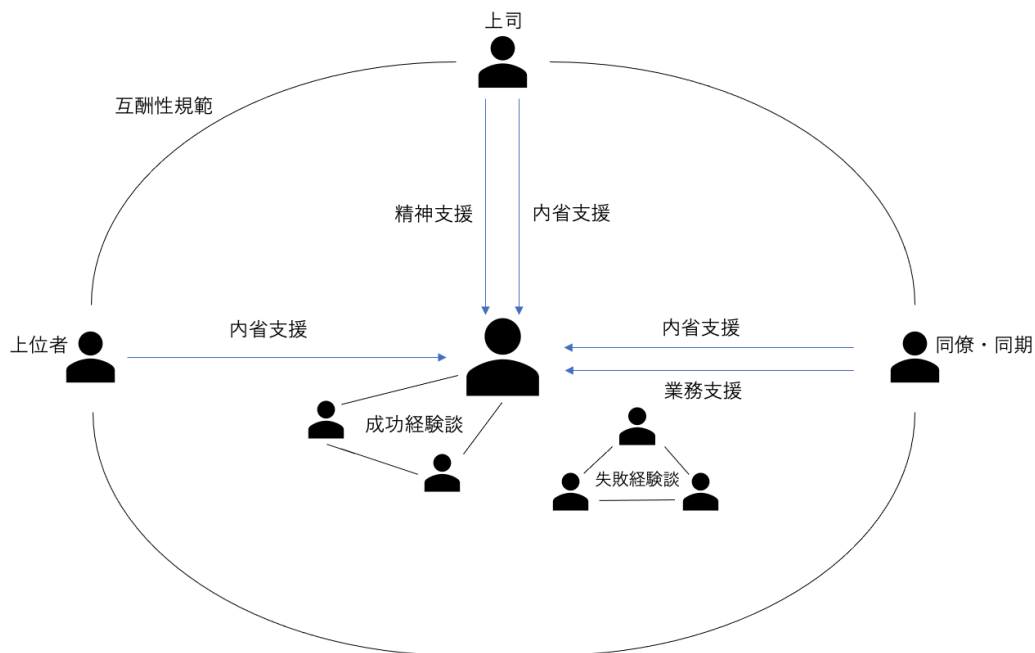 上司
互酬性規範
精神支援
内省支援
内省支援
内省支援
上位者
同僚・同期
業務支援
成功経験談
失敗経験談